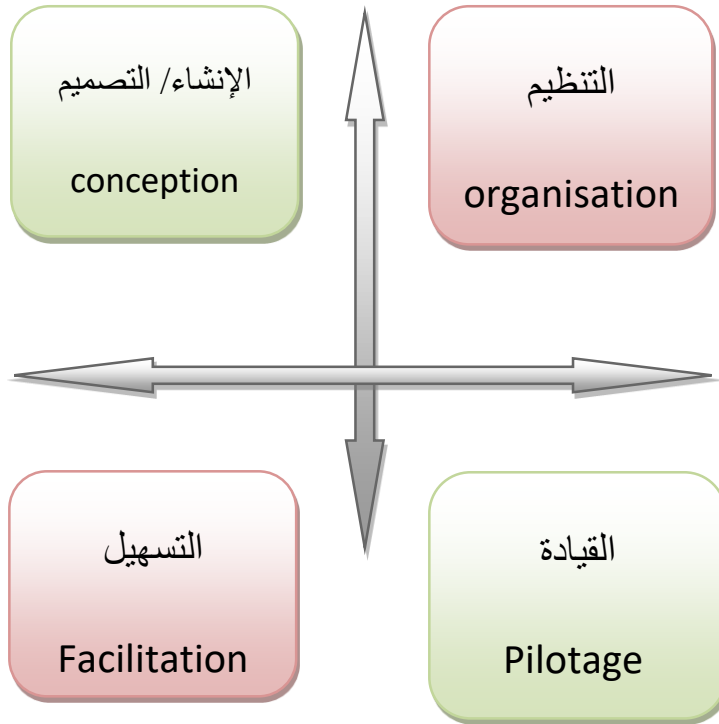 الإنشاء/ التصميم
conception
التنظيم
organisation
التسهيل
Facilitation
القيادة
Pilotage